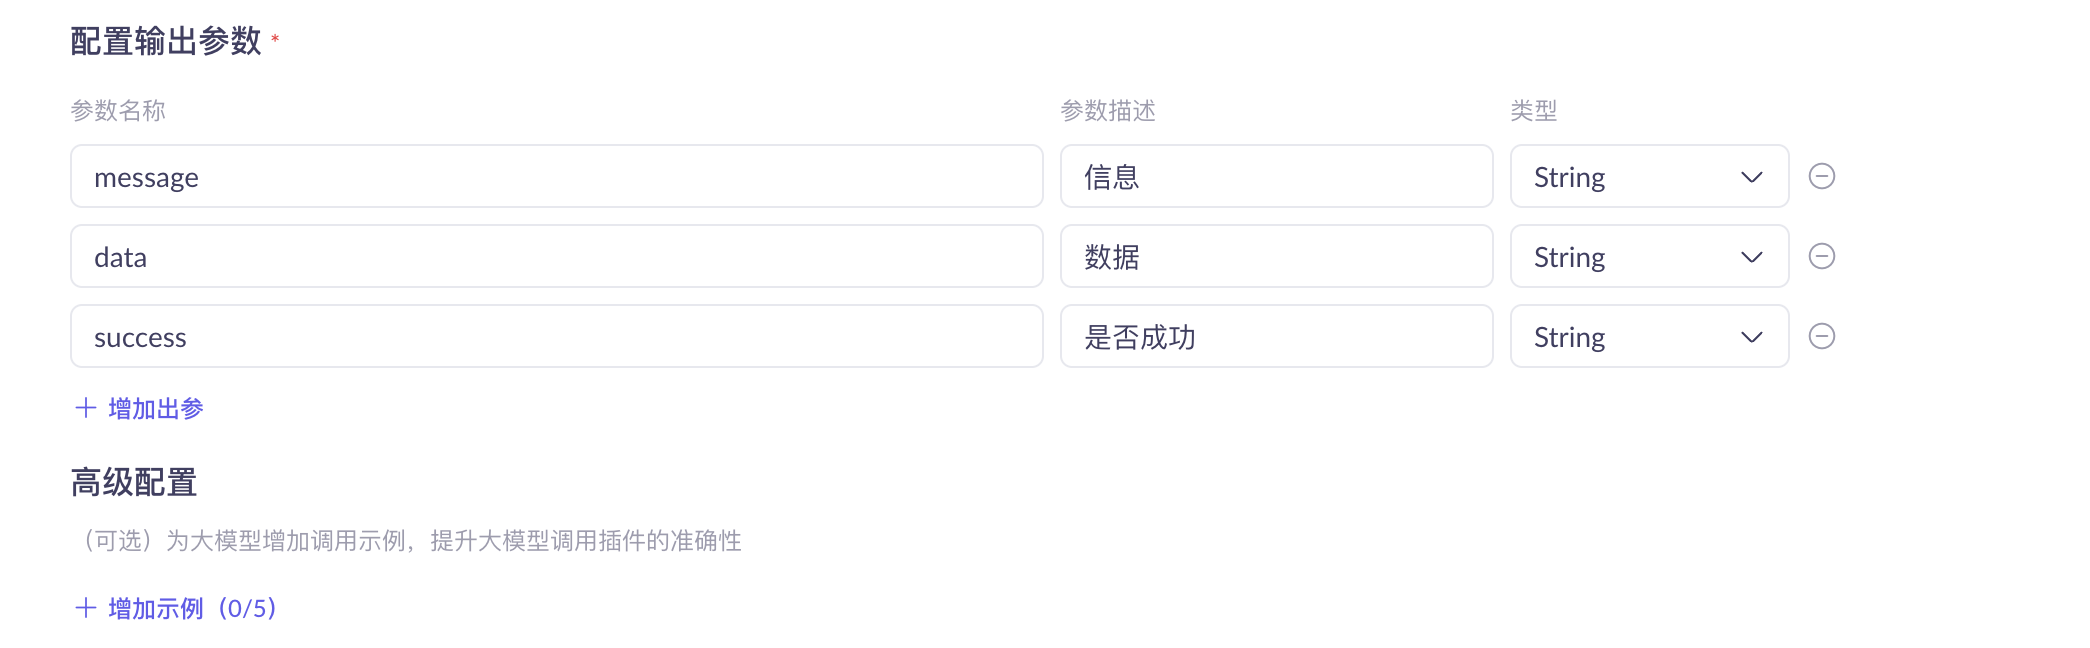 配置输出参数 *
参数名称 参数描述 类型
message 信息 String
data 数据 String
success 是否成功 String
增加出参
高级配置
（可选）为大模型增加调用示例，提升大模型调用插件的准确性
增加示例（0/5）